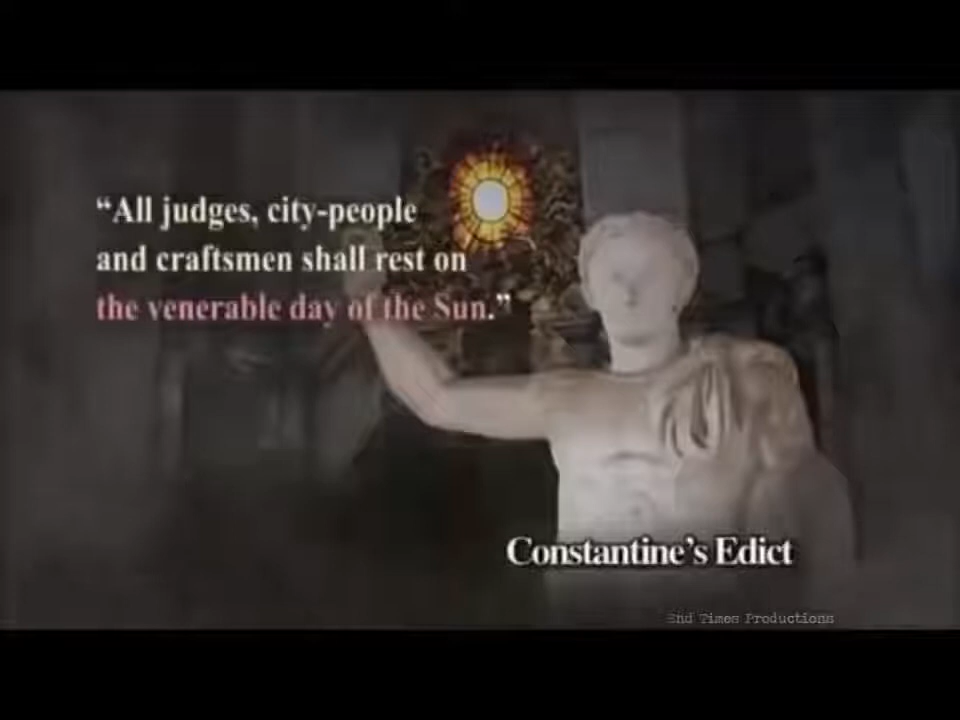 “All judges, city-people
and craftsmen shall rest on
the venerable day of the Sun.”
Constantine’s Edict
End Times Productions